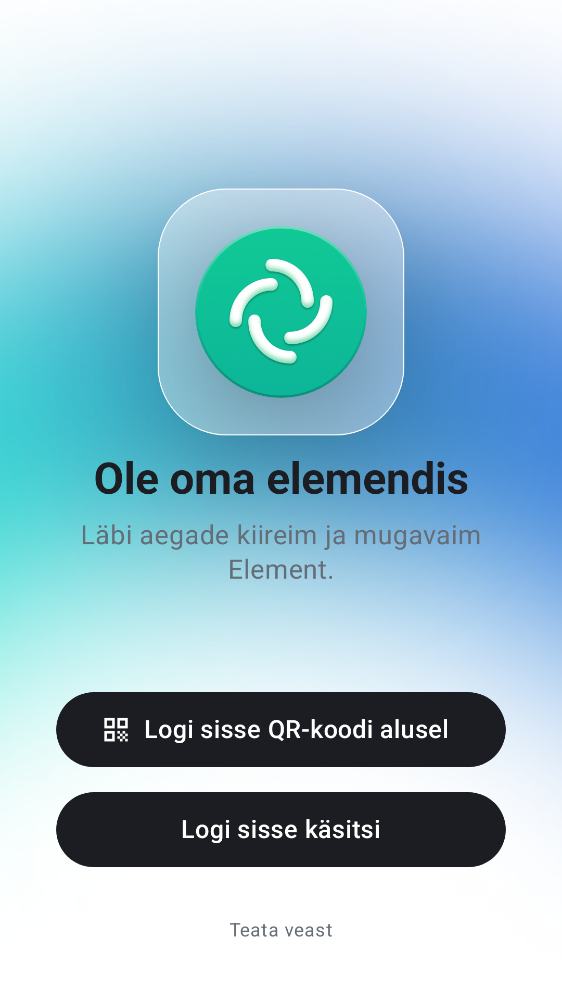 Ole oma elemendis
Läbi aegade kiireim ja mugavaim
Element.
Logi sisse QR-koodi alusel
Logi sisse käsitsi
Teata veast